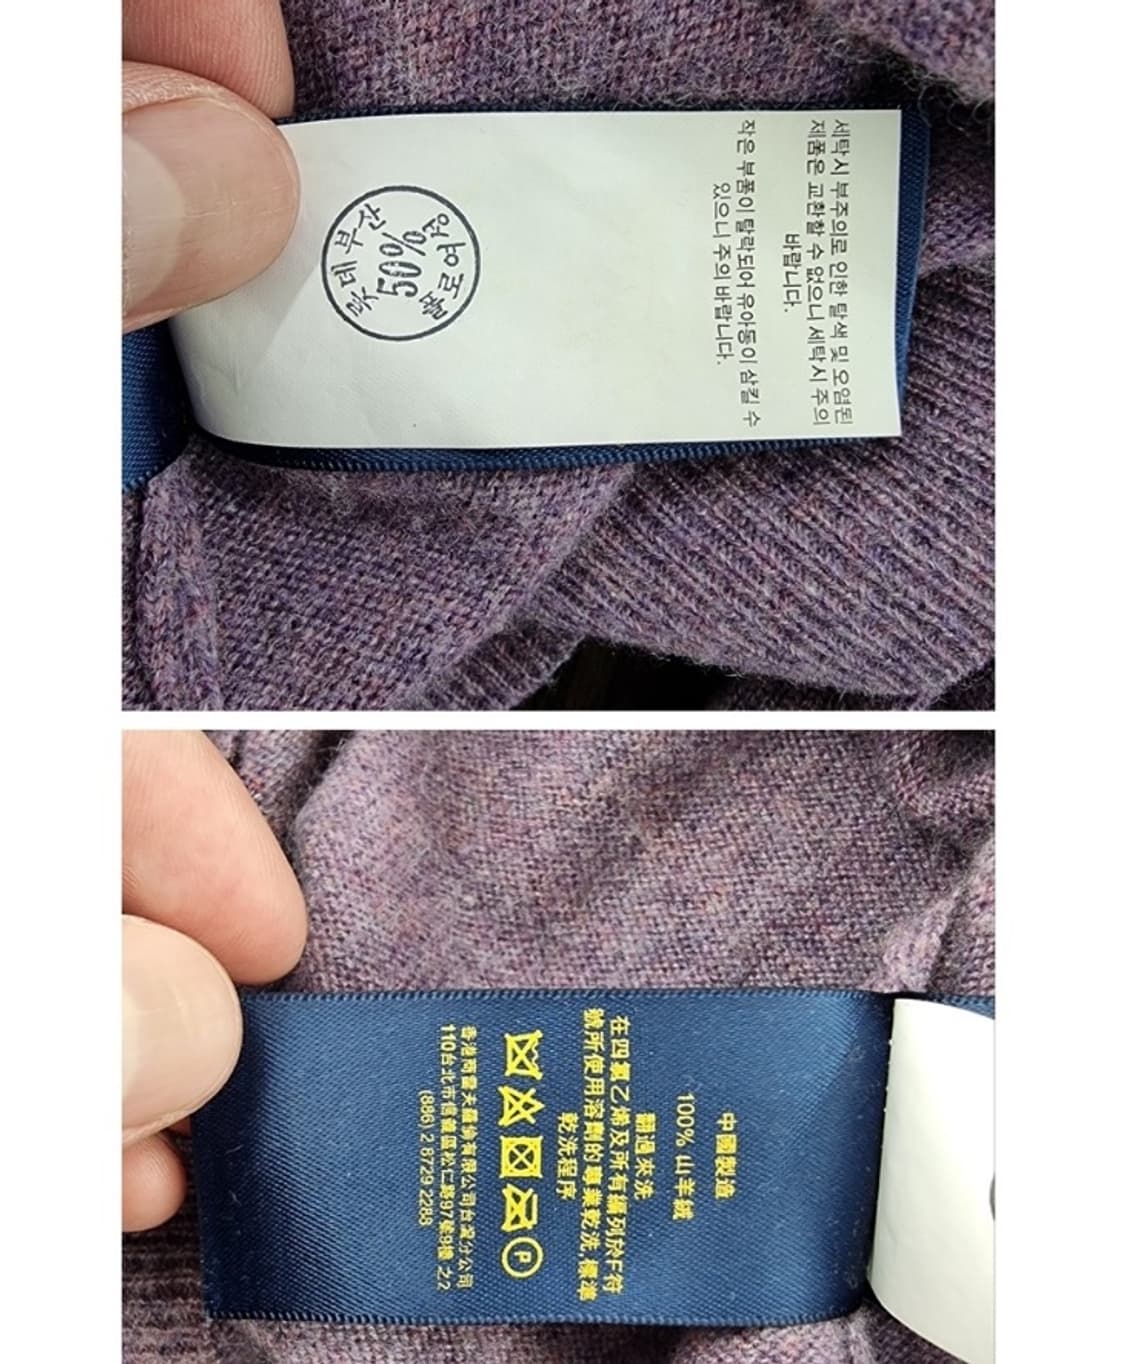 세탁시 부주의로 인한 탈색 및 오염된
제품은 교환할 수 없으니 세탁시 주의
바랍니다.
작은 부품이 탈락되어 유아동이 삼킬 수
있으니 주의 바랍니다.
롯데부산
50%
폴로여성
中國製造
100% 山羊絨
翻過來洗
在四氯乙烯及所有編列於F符
號所使用溶劑的專業乾洗,標準
乾洗程序
P
香港商雷夫羅倫有限公司台灣分公司
110台北市信義區松仁路97號9樓 之2
(886) 2 8729 2288